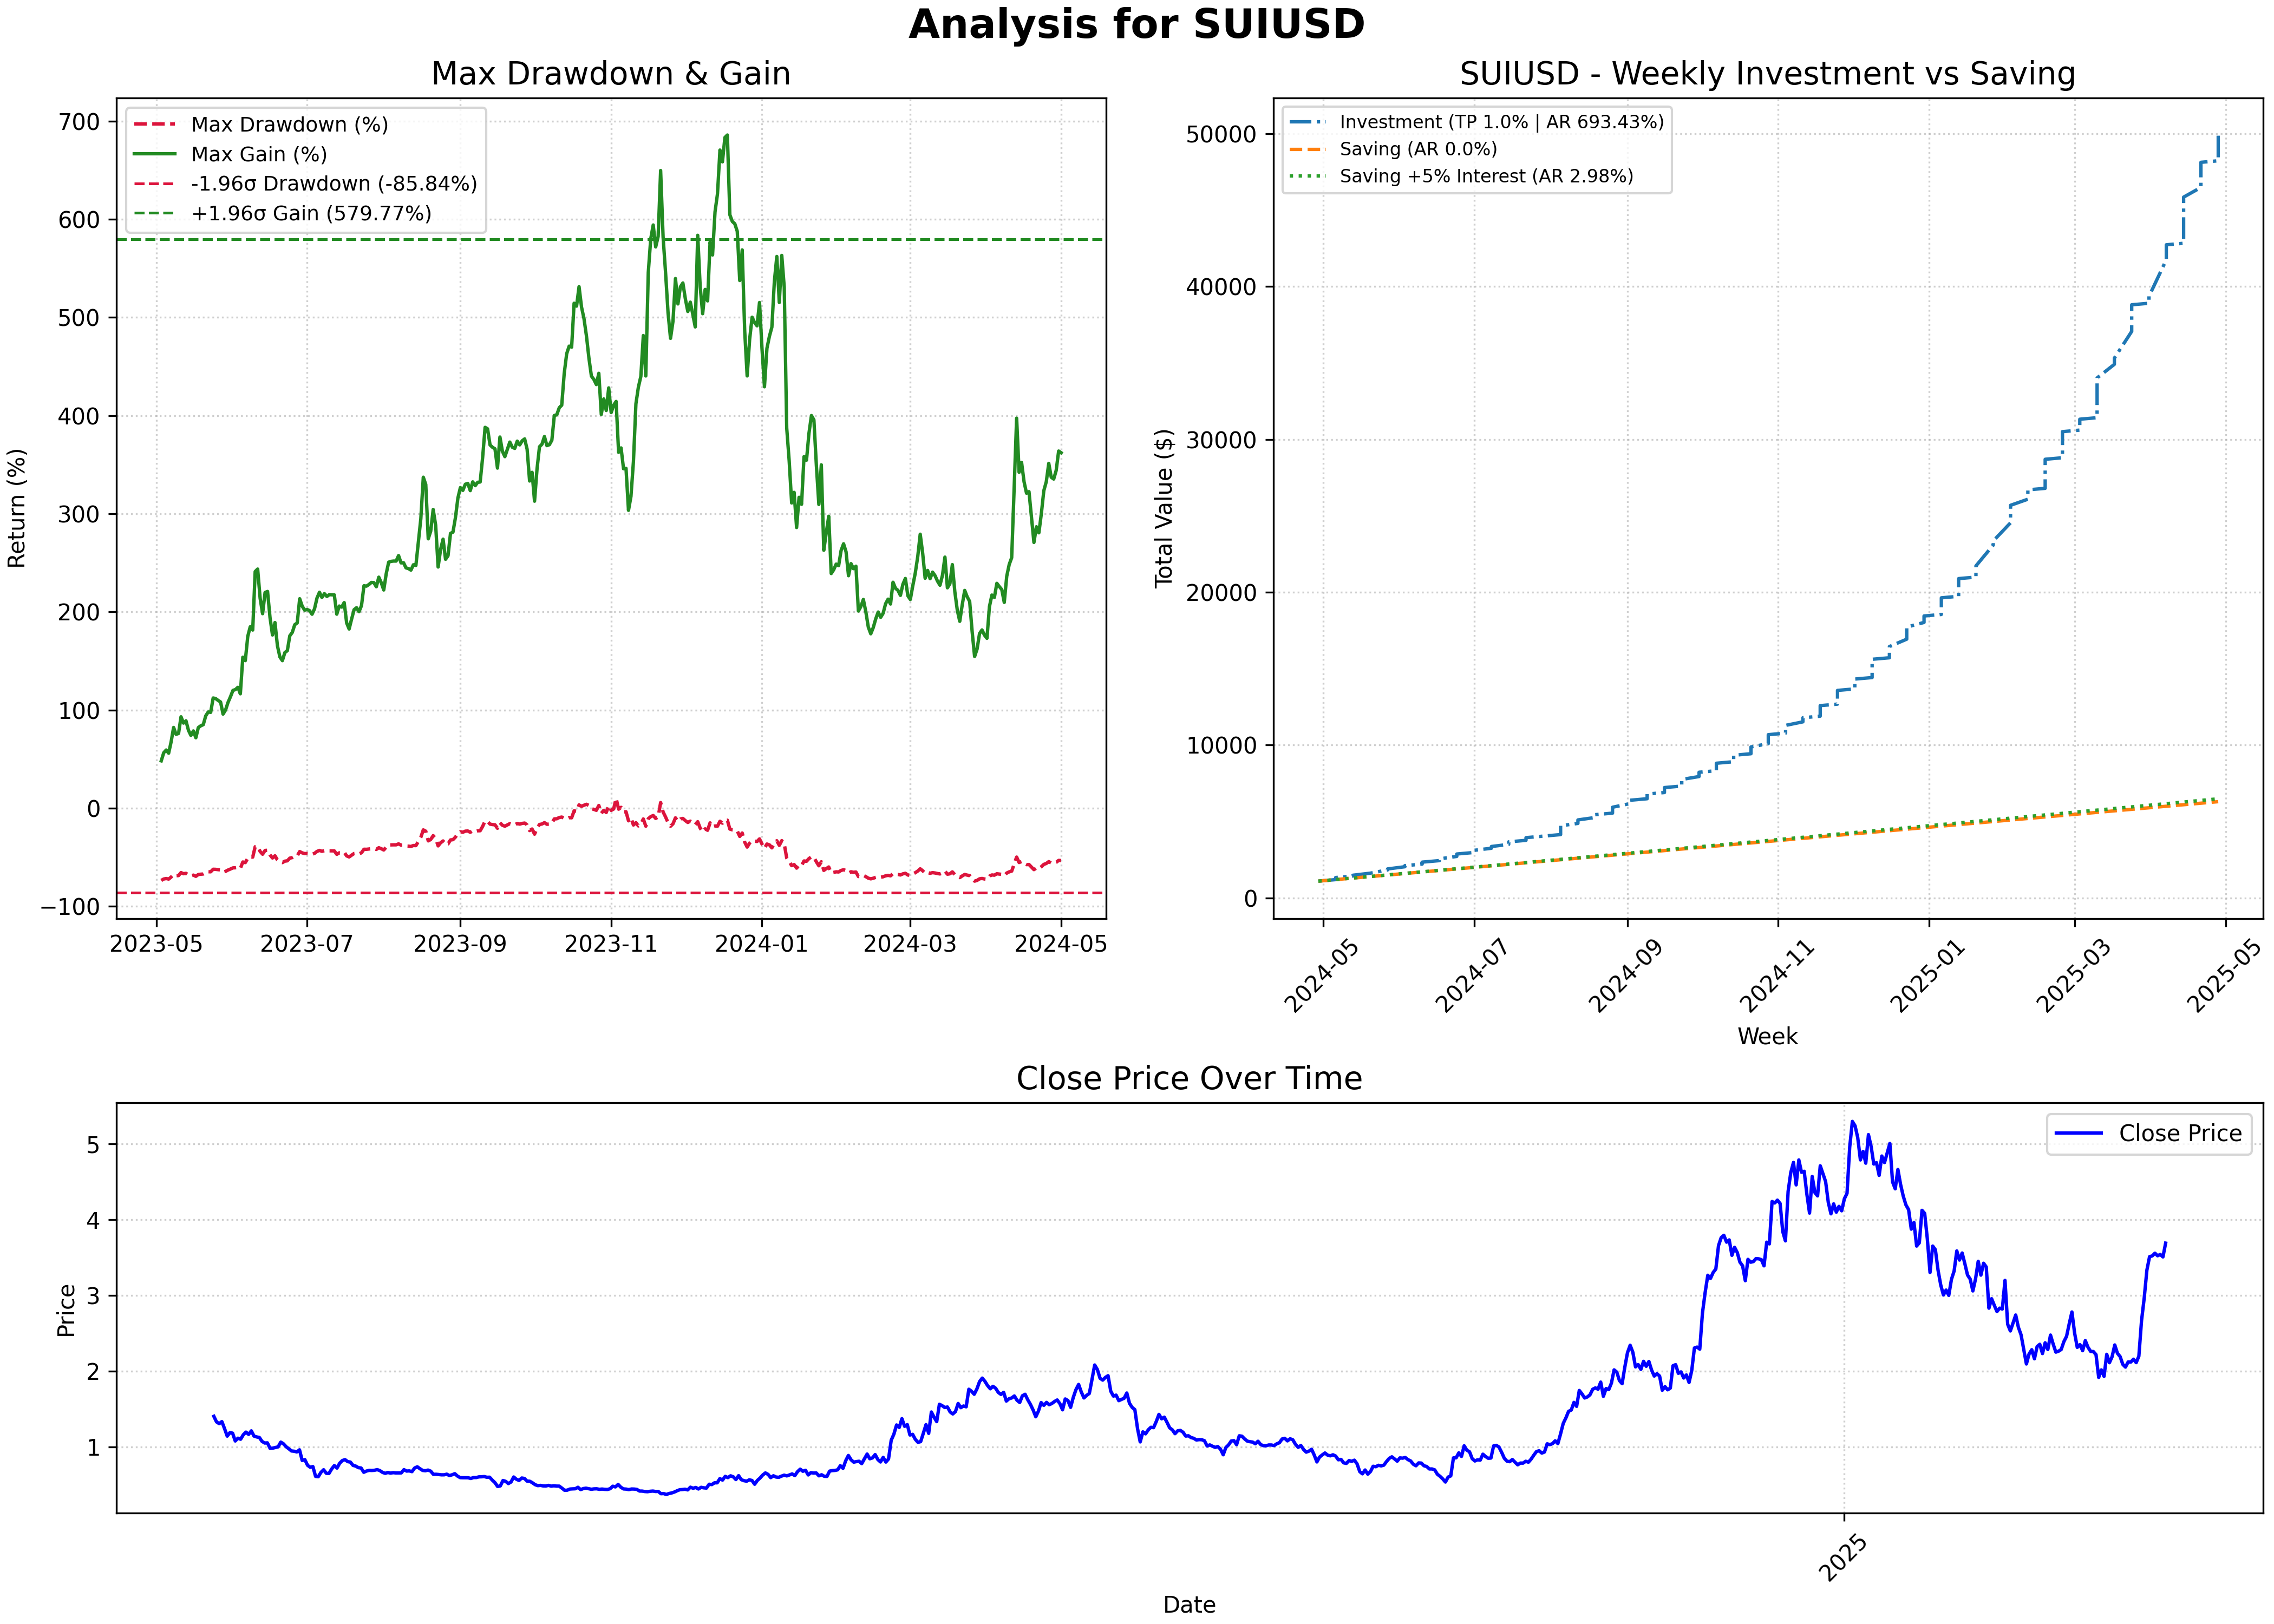 Analysis for SUIUSD
Max Drawdown & Gain
Max Drawdown (%)
Max Gain (%)
-1.96σ Drawdown (-85.84%)
+1.96σ Gain (579.77%)
Return (%)
700
600
500
400
300
200
100
0
−100
2023-05
2023-07
2023-09
2023-11
2024-01
2024-03
2024-05
SUIUSD - Weekly Investment vs Saving
Investment (TP 1.0% | AR 693.43%)
Saving (AR 0.0%)
Saving +5% Interest (AR 2.98%)
Total Value ($)
50000
40000
30000
20000
10000
0
2024-05
2024-07
2024-09
2024-11
2025-01
2025-03
2025-05
Week
Close Price Over Time
Close Price
Price
5
4
3
2
1
2025
Date